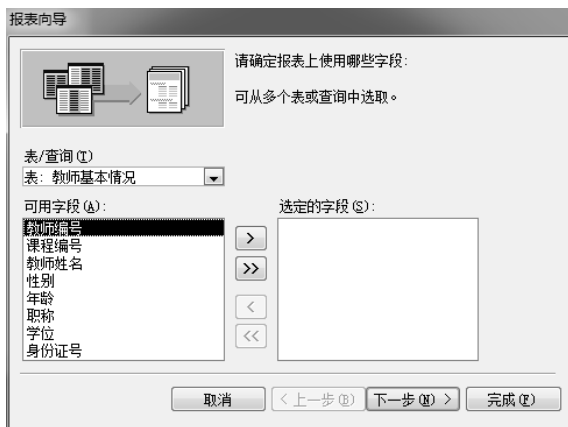 报表向导
请确定报表上使用哪些字段:
可从多个表或查询中选取。
表/查询(T)
表: 教师基本情况
可用字段(A):
选定的字段(S):
教师编号
课程编号
教师姓名
性别
年龄
职称
学位
身份证号
>
>>
<
<<
取消
<上一步(B)
下一步(N) >
完成(F)